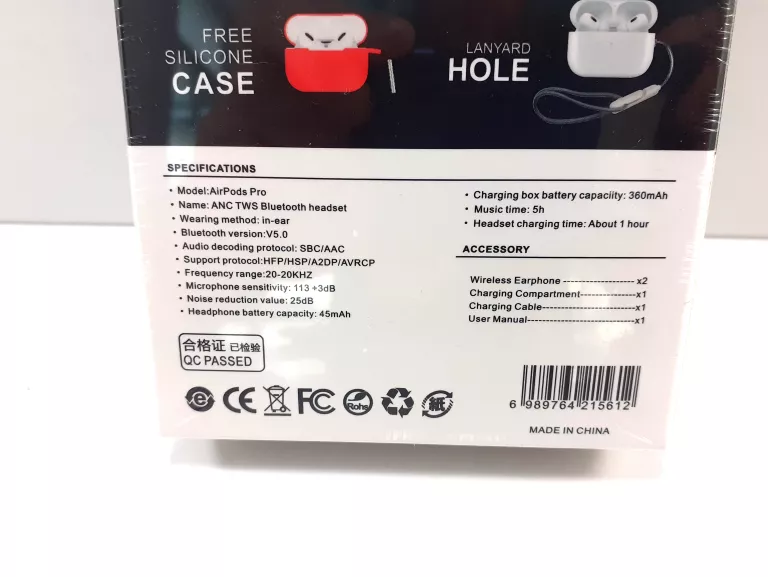 FREE
SILICONE
CASE
LANYARD
HOLE
SPECIFICATIONS
• Model:AirPods Pro
• Name: ANC TWS Bluetooth headset
• Wearing method: in-ear
• Bluetooth version:V5.0
• Audio decoding protocol: SBC/AAC
• Support protocol:HFP/HSP/A2DP/AVRCP
• Frequency range:20-20KHZ
• Microphone sensitivity: 113 +3dB
• Noise reduction value: 25dB
• Headphone battery capacity: 45mAh
• Charging box battery capaciity: 360mAh
• Music time: 5h
• Headset charging time: About 1 hour
ACCESSORY
Wireless Earphone -------------------- x2
Charging Compartment---------------x1
Charging Cable-------------------------x1
User Manual-----------------------------x1
合格证 已检验
QC PASSED
e CE FC RoHs 紙
6 989764 215612
MADE IN CHINA